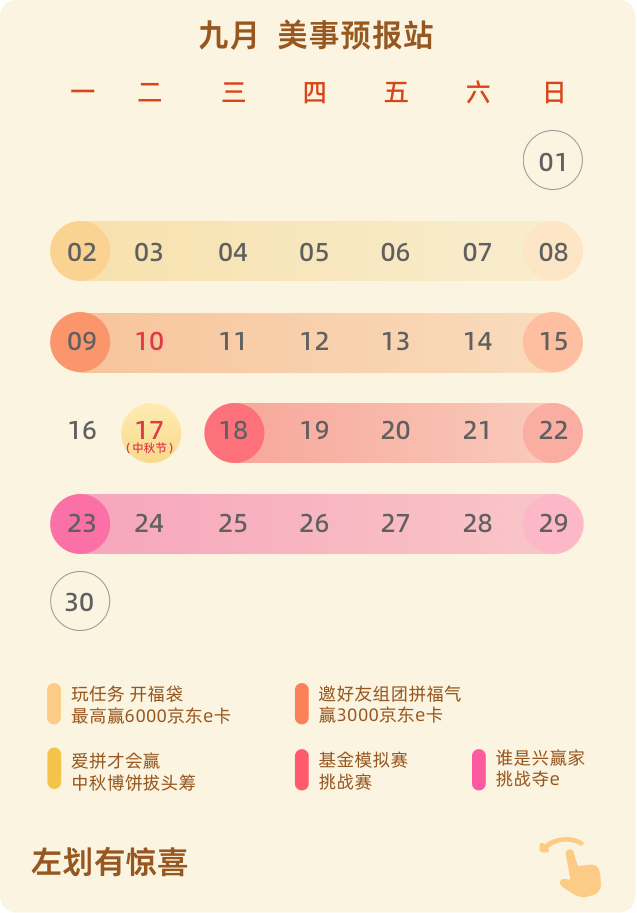 九月 美事预报站
一 二 三 四 五 六 日
01
02 03 04 05 06 07 08
09 10 11 12 13 14 15
16 17 18 19 20 21 22
(中秋节)
23 24 25 26 27 28 29
30
玩任务 开福袋
最高赢6000京东e卡
邀好友组团拼福气
赢3000京东e卡
爱拼才会赢
中秋博饼拔头筹
基金模拟赛
挑战赛
谁是兴赢家
挑战夺e
左划有惊喜